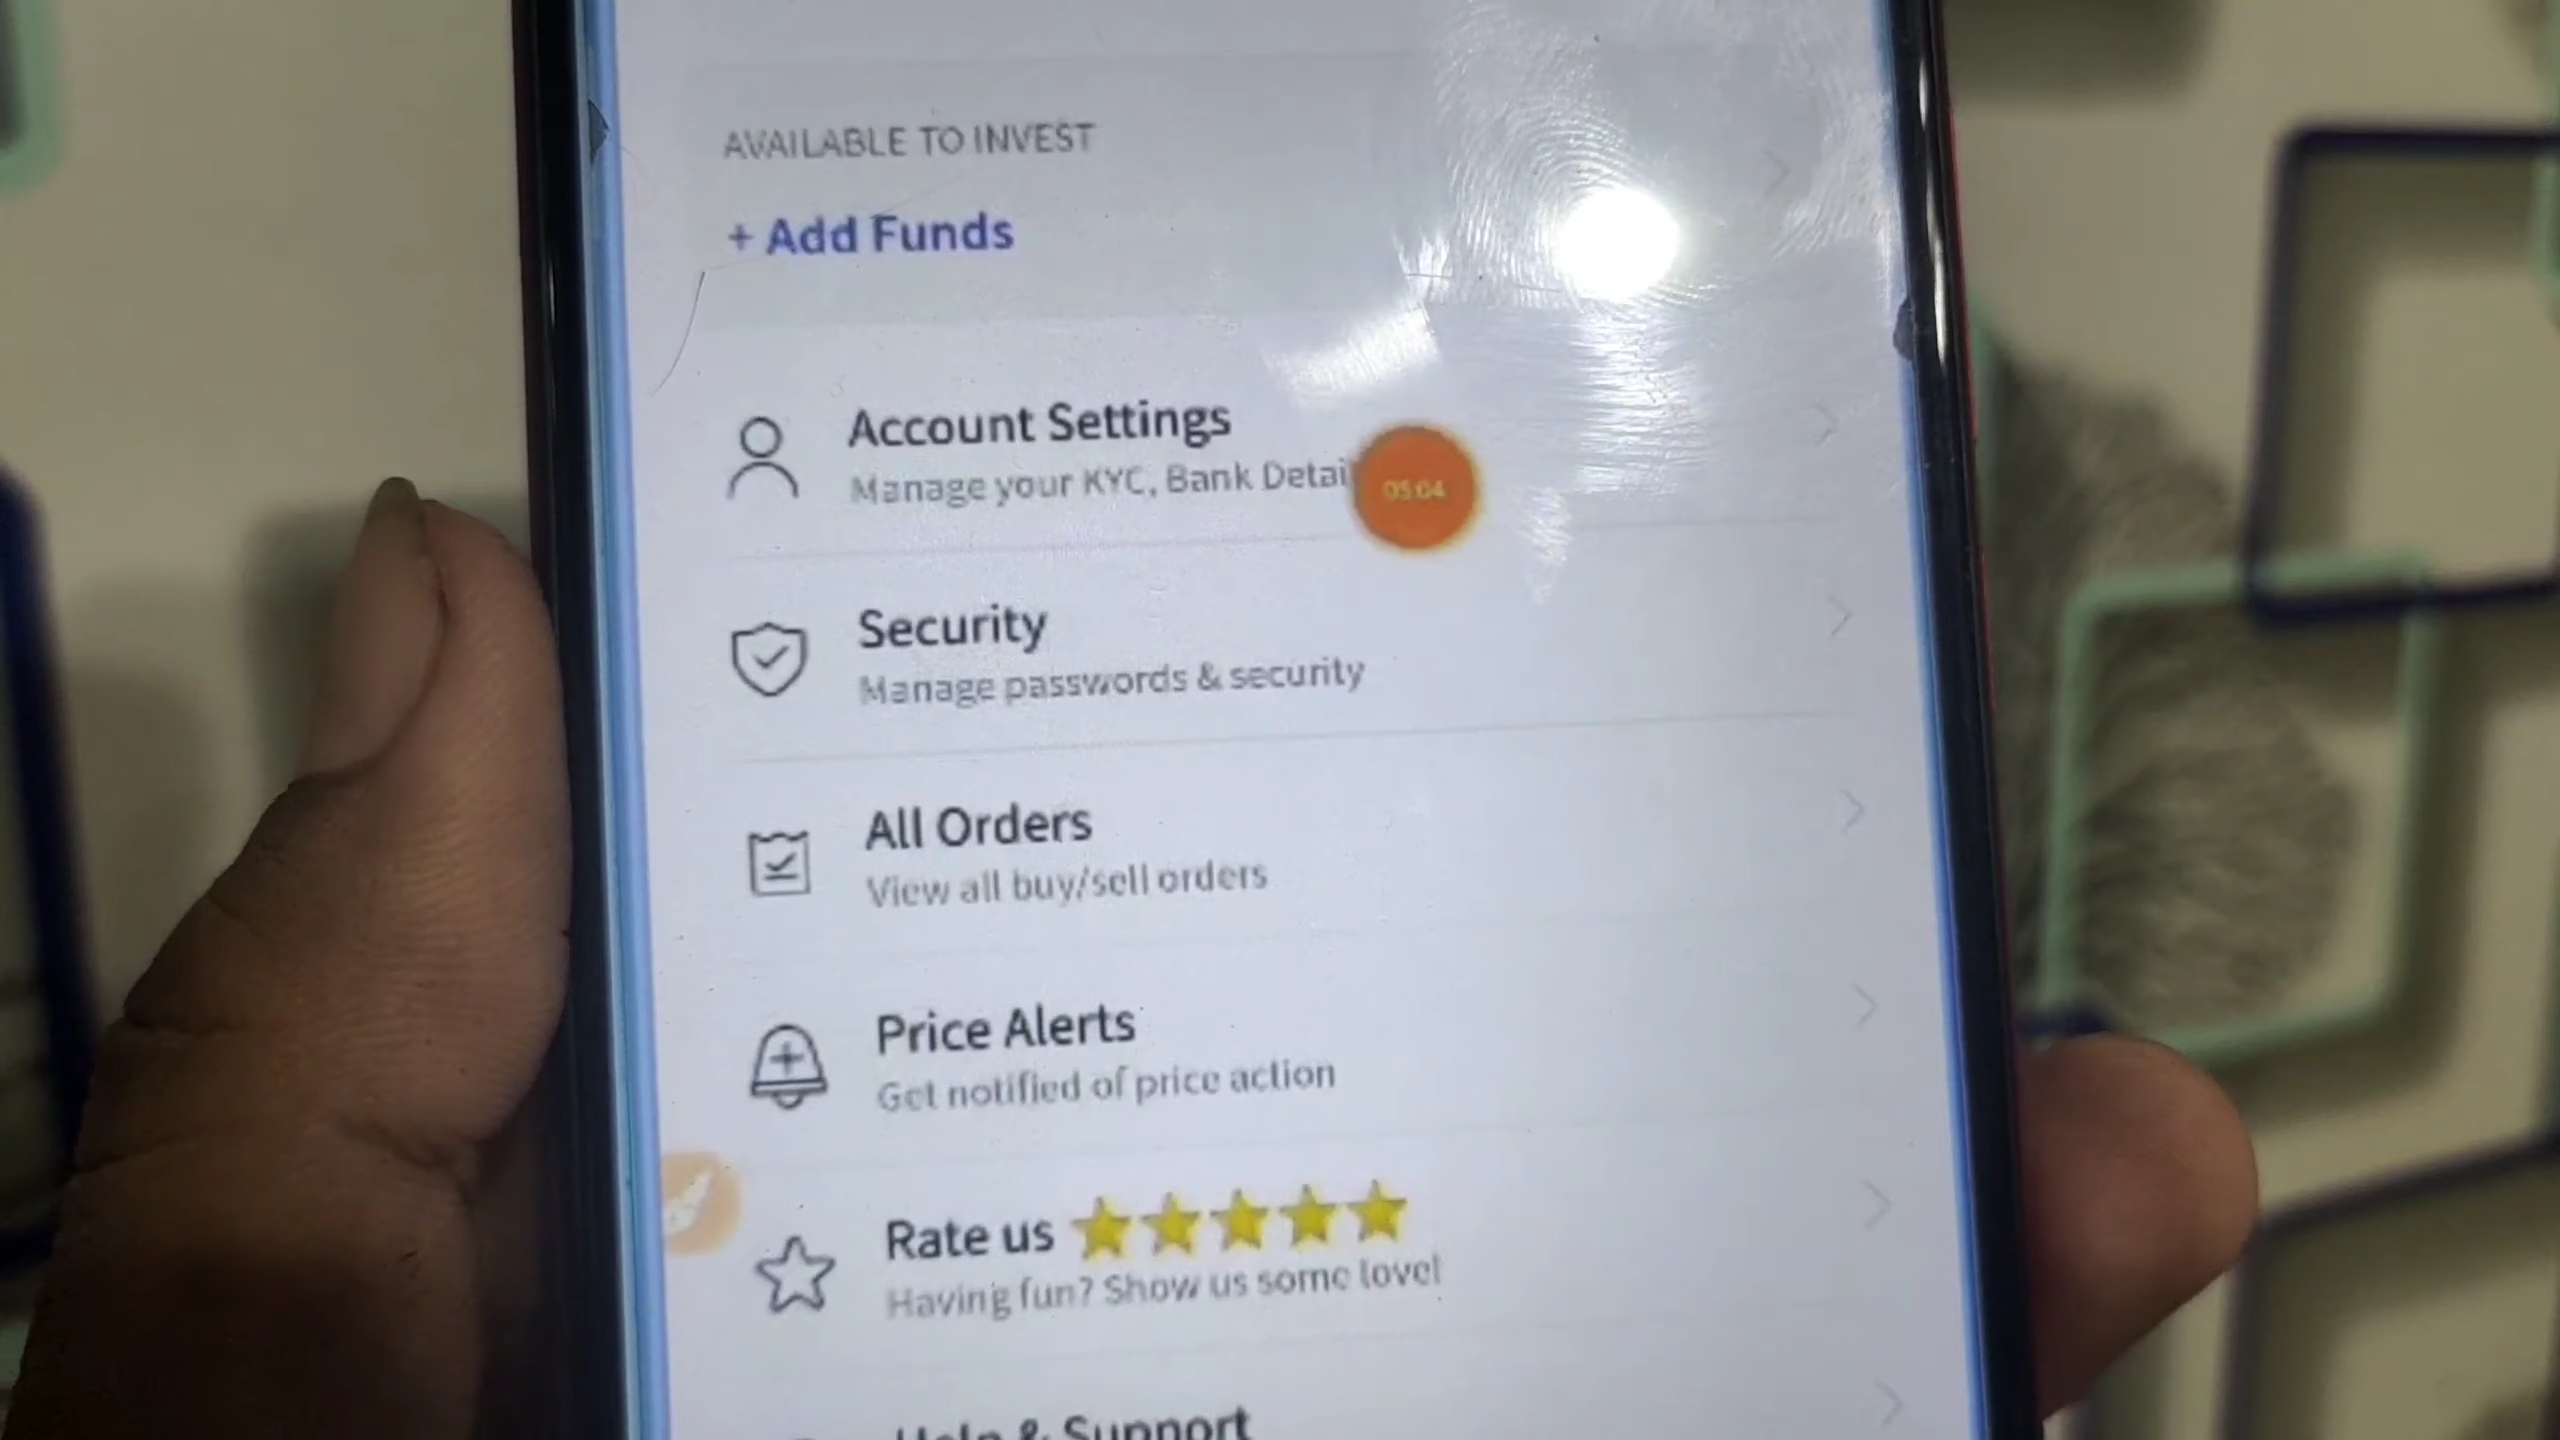 AVAILABLE TO INVEST
+ Add Funds
Account Settings
Manage your KYC, Bank Detai
05:04
Security
Manage passwords & security
All Orders
View all buy/sell orders
Price Alerts
Get notified of price action
Rate us ⭐⭐⭐⭐⭐
Having fun? Show us some love!
Help & Support